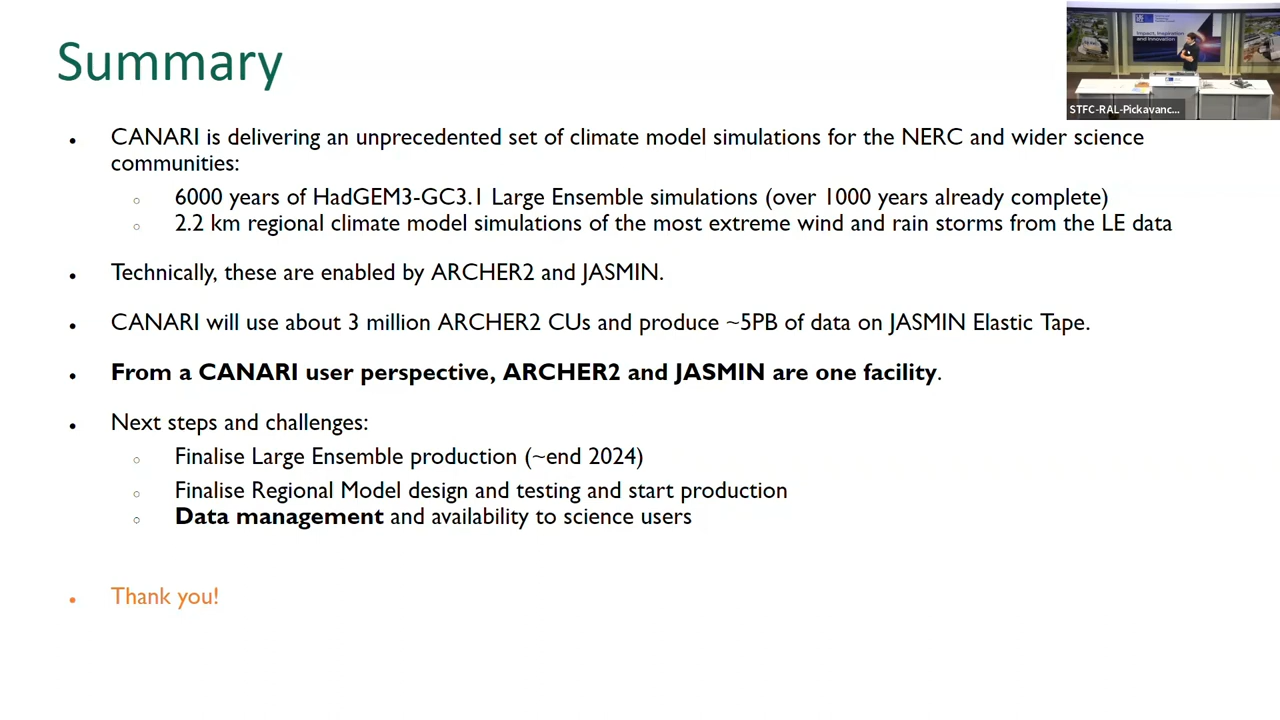 Summary
CANARI is delivering an unprecedented set of climate model simulations for the NERC and wider science
communities:
6000 years of HadGEM3-GC3.1 Large Ensemble simulations (over 1000 years already complete)
2.2 km regional climate model simulations of the most extreme wind and rain storms from the LE data
Technically, these are enabled by ARCHER2 and JASMIN.
CANARI will use about 3 million ARCHER2 CUs and produce ~5PB of data on JASMIN Elastic Tape.
From a CANARI user perspective, ARCHER2 and JASMIN are one facility.
Next steps and challenges:
Finalise Large Ensemble production (~end 2024)
Finalise Regional Model design and testing and start production
Data management and availability to science users
Thank you!
Impact, Inspiration
and Innovation
STFC-RAL-Pickavanc...